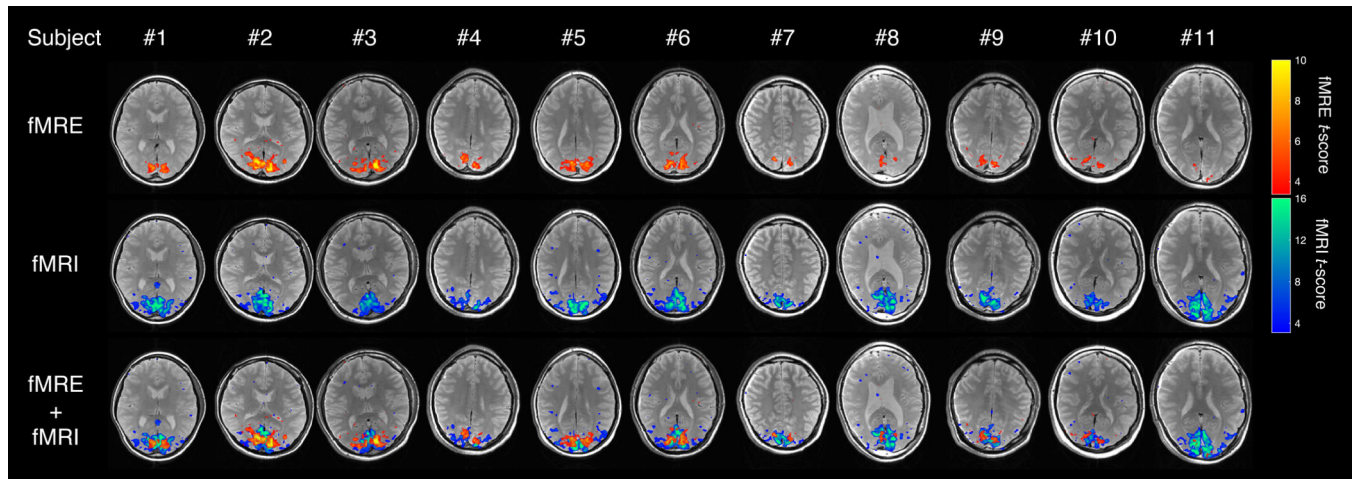 Subject #1 #2 #3 #4 #5 #6 #7 #8 #9 #10 #11
fMRE
fMRI
fMRE
+
fMRI
10
8
6
4
fMRE t-score
16
12
8
4
fMRI t-score